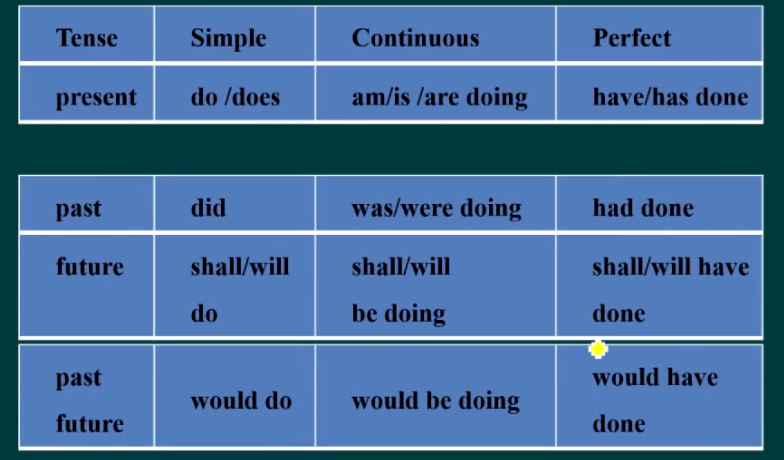 Tense Simple Continuous Perfect
present do /does am/is /are doing have/has done
past did was/were doing had done
future shall/will shall/will shall/will have
do be doing done
past would have
would do would be doing
future done